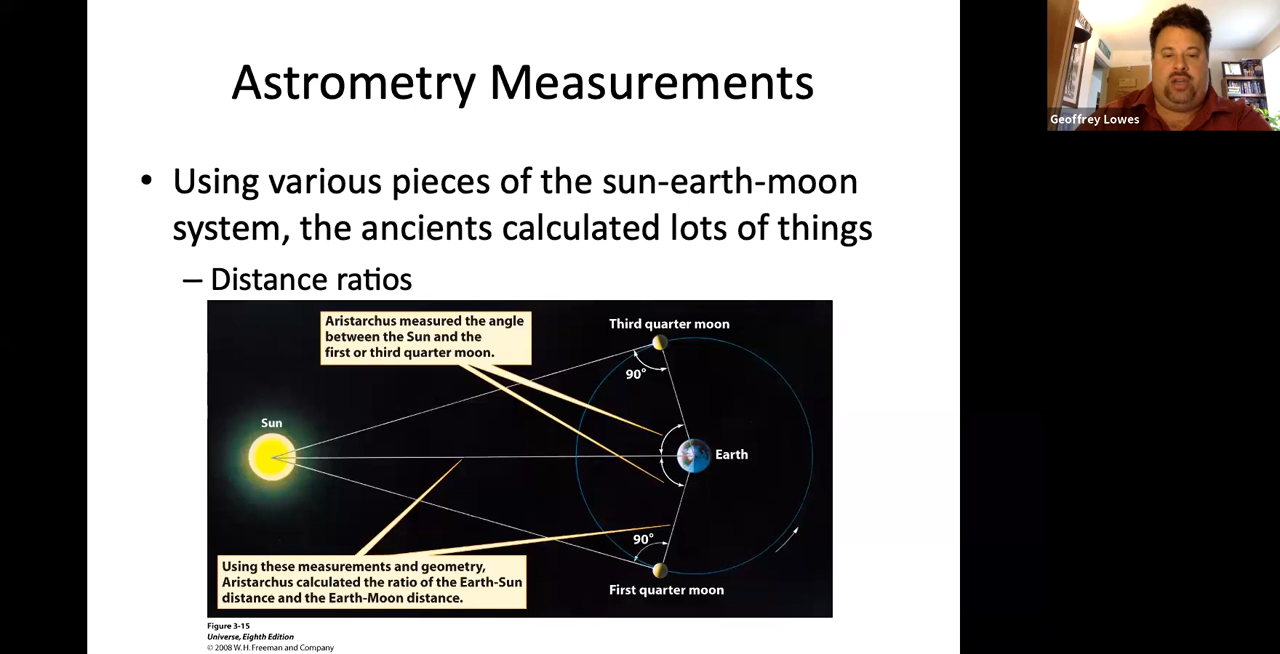 Astrometry Measurements
• Using various pieces of the sun-earth-moon
system, the ancients calculated lots of things
– Distance ratios
Aristarchus measured the angle
between the Sun and the
first or third quarter moon.
Third quarter moon
90°
Sun
Earth
90°
Using these measurements and geometry,
Aristarchus calculated the ratio of the Earth-Sun
distance and the Earth-Moon distance.
First quarter moon
Figure 3-15
Universe, Eighth Edition
© 2008 W. H. Freeman and Company
Geoffrey Lowes